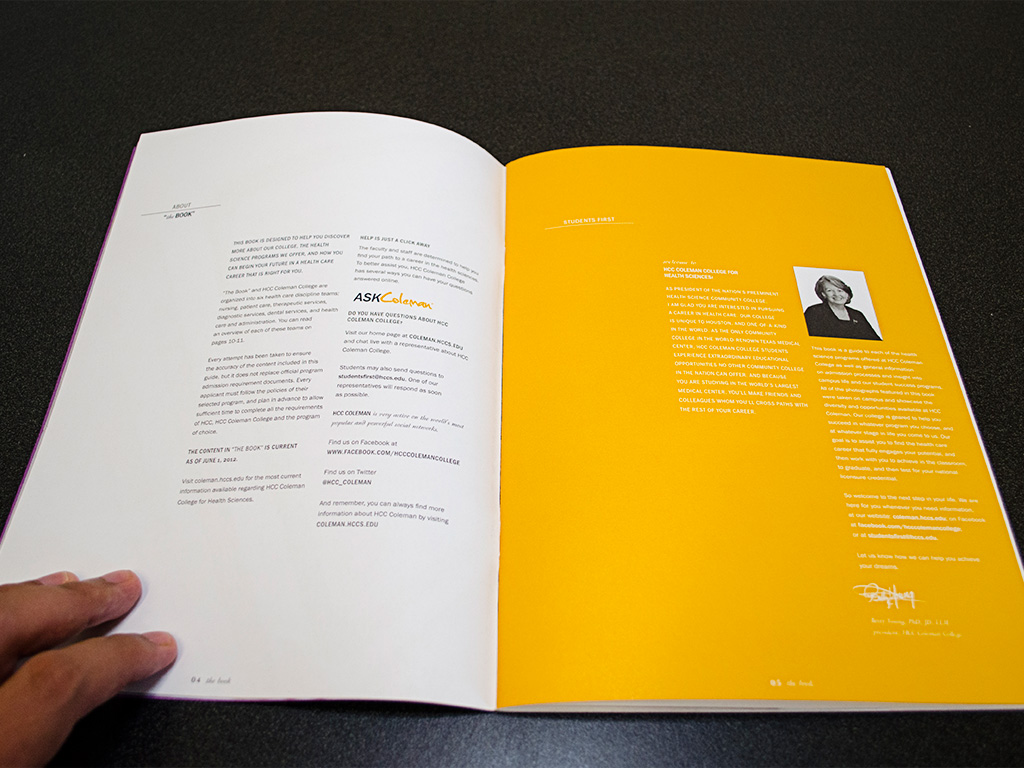 ABOUT
"the BOOK"
THIS BOOK IS DESIGNED TO HELP YOU DISCOVER
MORE ABOUT OUR COLLEGE, THE HEALTH
SCIENCE PROGRAMS WE OFFER, AND HOW YOU
CAN BEGIN YOUR FUTURE IN A HEALTH CARE
CAREER THAT IS RIGHT FOR YOU.
"The Book" and HCC Coleman College are
organized into six health care discipline teams:
nursing, patient care, therapeutic services,
diagnostic services, dental services, and health
care and administration. You can read
an overview of each of these teams on
pages 10-11.
Every attempt has been taken to ensure
the accuracy of the content included in this
guide, but it does not replace official program
admission requirement documents. Every
applicant must follow the policies of their
selected program, and plan in advance to allow
sufficient time to complete all the requirements
of HCC, HCC Coleman College and the program
of choice.
THE CONTENT IN "THE BOOK" IS CURRENT
AS OF JUNE 1, 2012.
Visit coleman.hccs.edu for the most current
information available regarding HCC Coleman
College for Health Sciences.
HELP IS JUST A CLICK AWAY
The faculty and staff are determined to help you
find your path to a career in the health sciences.
To better assist you, HCC Coleman College
has several ways you can have your questions
answered online.
ASKColeman
DO YOU HAVE QUESTIONS ABOUT HCC
COLEMAN COLLEGE?
Visit our home page at COLEMAN.HCCS.EDU
and chat live with a representative about HCC
Coleman College.
Students may also send questions to
studentsfirst@hccs.edu. One of our
representatives will respond as soon
as possible.
HCC COLEMAN is very active on the world's most
popular and powerful social networks.
Find us on Facebook at
WWW.FACEBOOK.COM/HCCCOLEMANCOLLEGE
Find us on Twitter
@HCC_COLEMAN
And remember, you can always find more
information about HCC Coleman by visiting
COLEMAN.HCCS.EDU
04 the book
STUDENTS FIRST
welcome to
HCC COLEMAN COLLEGE FOR
HEALTH SCIENCES!
AS PRESIDENT OF THE NATION'S PREEMINENT
HEALTH SCIENCE COMMUNITY COLLEGE,
I AM GLAD YOU ARE INTERESTED IN PURSUING
A CAREER IN HEALTH CARE. OUR COLLEGE
IS UNIQUE TO HOUSTON, AND ONE OF A KIND
IN THE WORLD. AS THE ONLY COMMUNITY
COLLEGE IN THE WORLD RENOWN TEXAS MEDICAL
CENTER, HCC COLEMAN COLLEGE STUDENTS
EXPERIENCE EXTRAORDINARY EDUCATIONAL
OPPORTUNITIES NO OTHER COMMUNITY COLLEGE
IN THE NATION CAN OFFER. AND BECAUSE
YOU ARE STUDYING IN THE WORLD'S LARGEST
MEDICAL CENTER, YOU'LL MAKE FRIENDS AND
COLLEAGUES WHOM YOU'LL CROSS PATHS WITH
THE REST OF YOUR CAREER.
This book is a guide to each of the health
science programs offered at HCC Coleman
College as well as general information
on admission processes and insight into
campus life and our student success programs.
All of the photographs featured in this book
were taken on campus and showcase the
diversity and opportunities available at HCC
Coleman. Our college is geared to help you
succeed in whatever program you choose, and
at whatever stage in life you come to us. Our
goal is to assist you to find the health care
career that fully engages your potential, and
then work with you to achieve in the classroom,
to graduate, and then test for your national
licensure credential.
So welcome to the next step in your life. We are
here for you whenever you need information,
at our website: coleman.hccs.edu, on Facebook
at facebook.com/hcccolemancollege,
or at studentsfirst@hccs.edu.
Let us know how we can help you achieve
your dreams.
Betty Young, PhD, JD, LL.M.
president, HCC Coleman College
05 the book